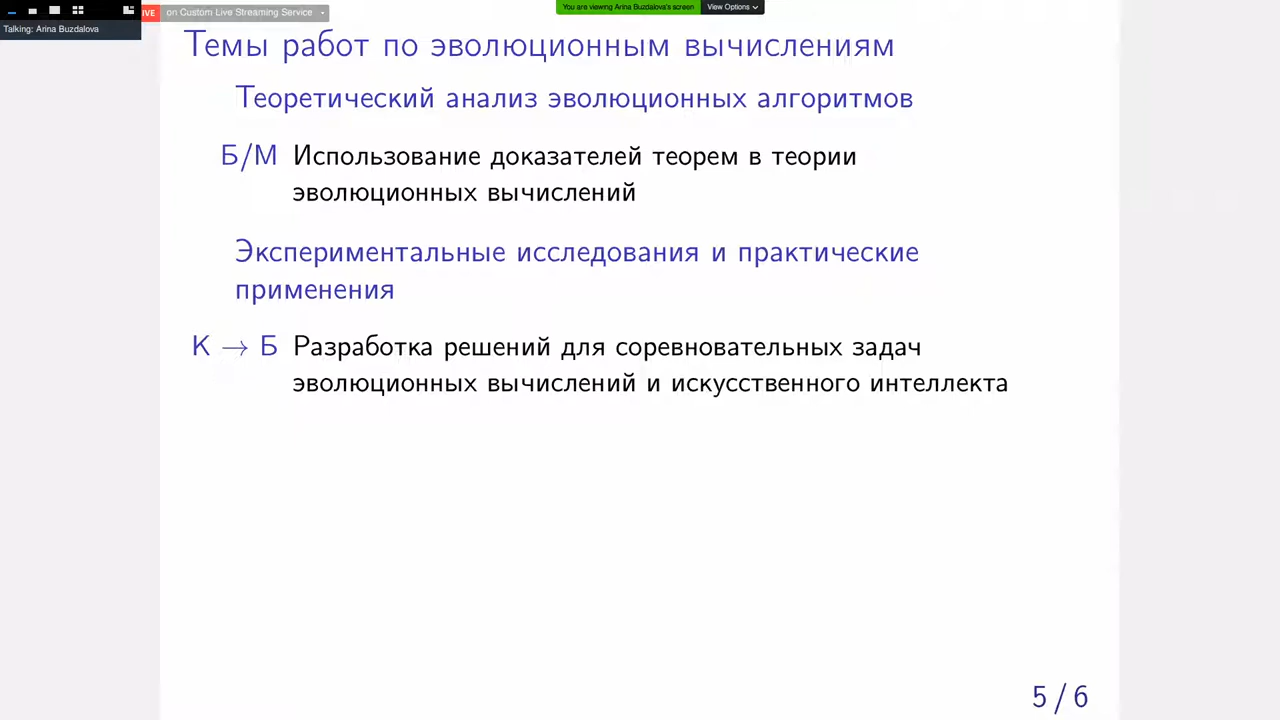 LIVE on Custom Live Streaming Service
You are viewing Arina Buzdalova's screen View Options
Talking: Arina Buzdalova
Темы работ по эволюционным вычислениям
Теоретический анализ эволюционных алгоритмов
Б/М Использование доказателей теорем в теории
эволюционных вычислений
Экспериментальные исследования и практические
применения
К → Б Разработка решений для соревновательных задач
эволюционных вычислений и искусственного интеллекта
5 / 6